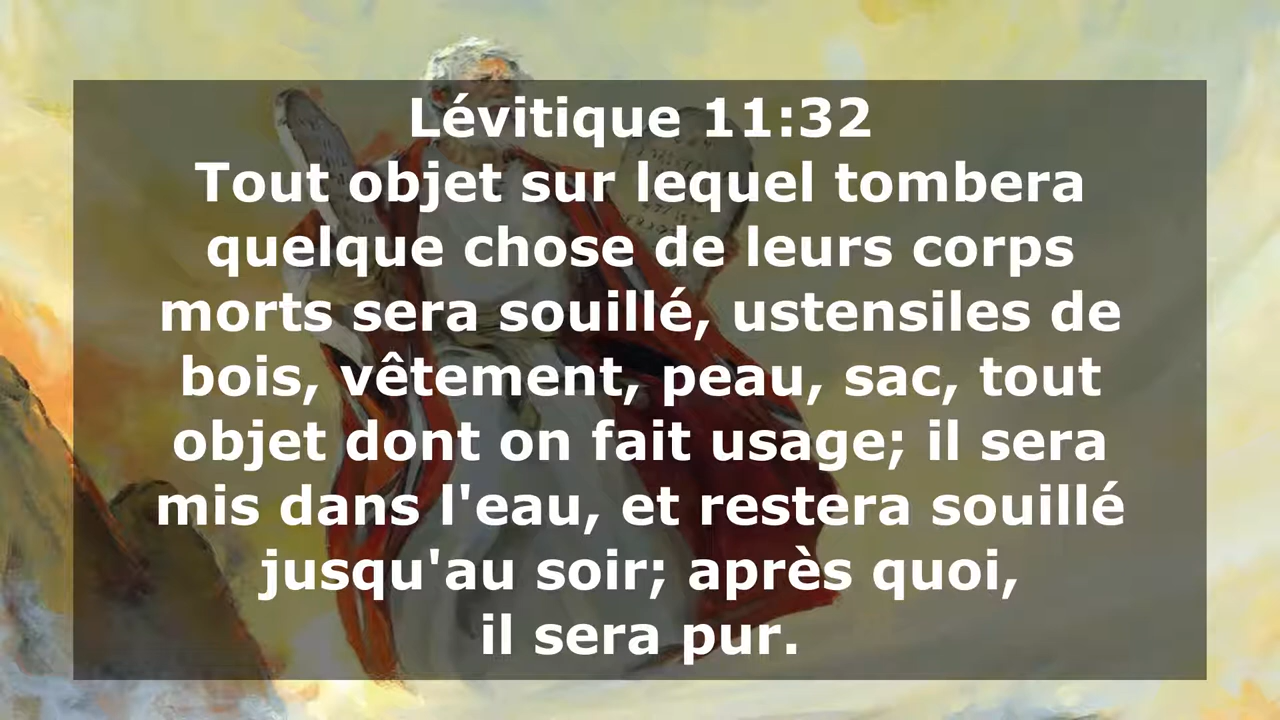 Lévitique 11:32
Tout objet sur lequel tombera
quelque chose de leurs corps
morts sera souillé, ustensiles de
bois, vêtement, peau, sac, tout
objet dont on fait usage; il sera
mis dans l'eau, et restera souillé
jusqu'au soir; après quoi,
il sera pur.